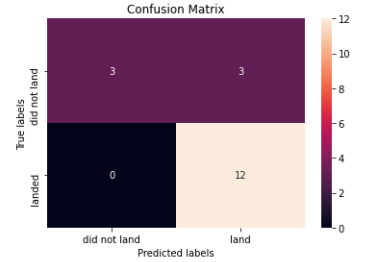 Confusion Matrix
True labels
did not land
landed
3
3
0
12
did not land
land
Predicted labels
12
10
8
6
4
2
0